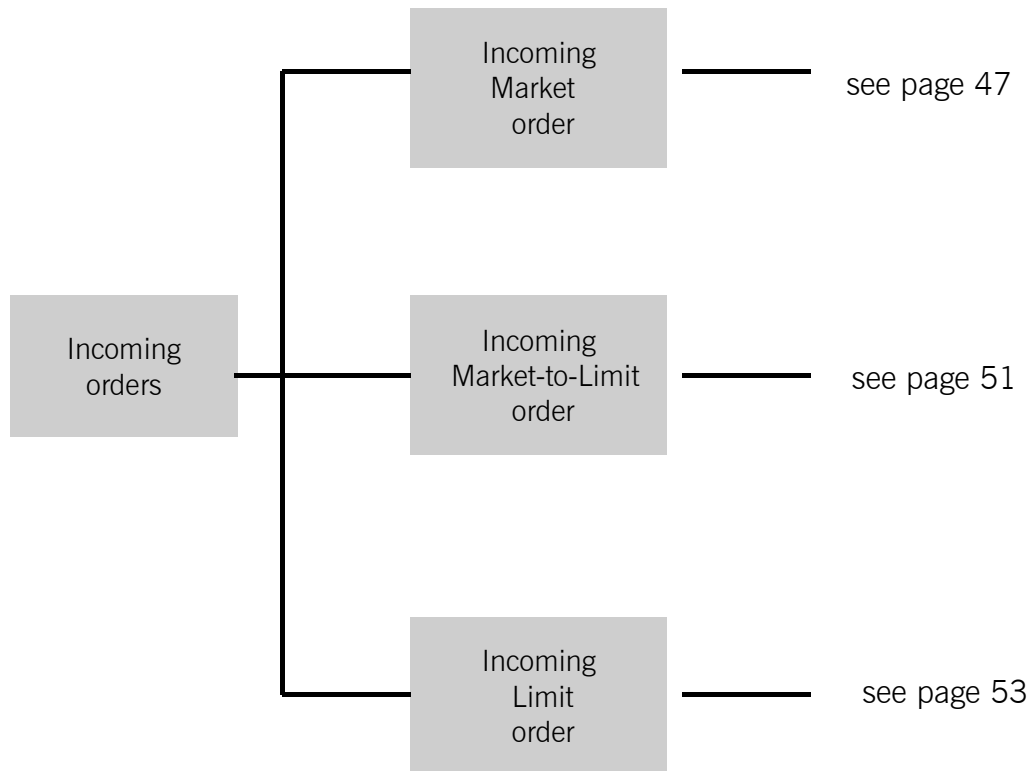 Incoming
Market
order
see page 47
Incoming
orders
Incoming
Market-to-Limit
order
see page 51
Incoming
Limit
order
see page 53